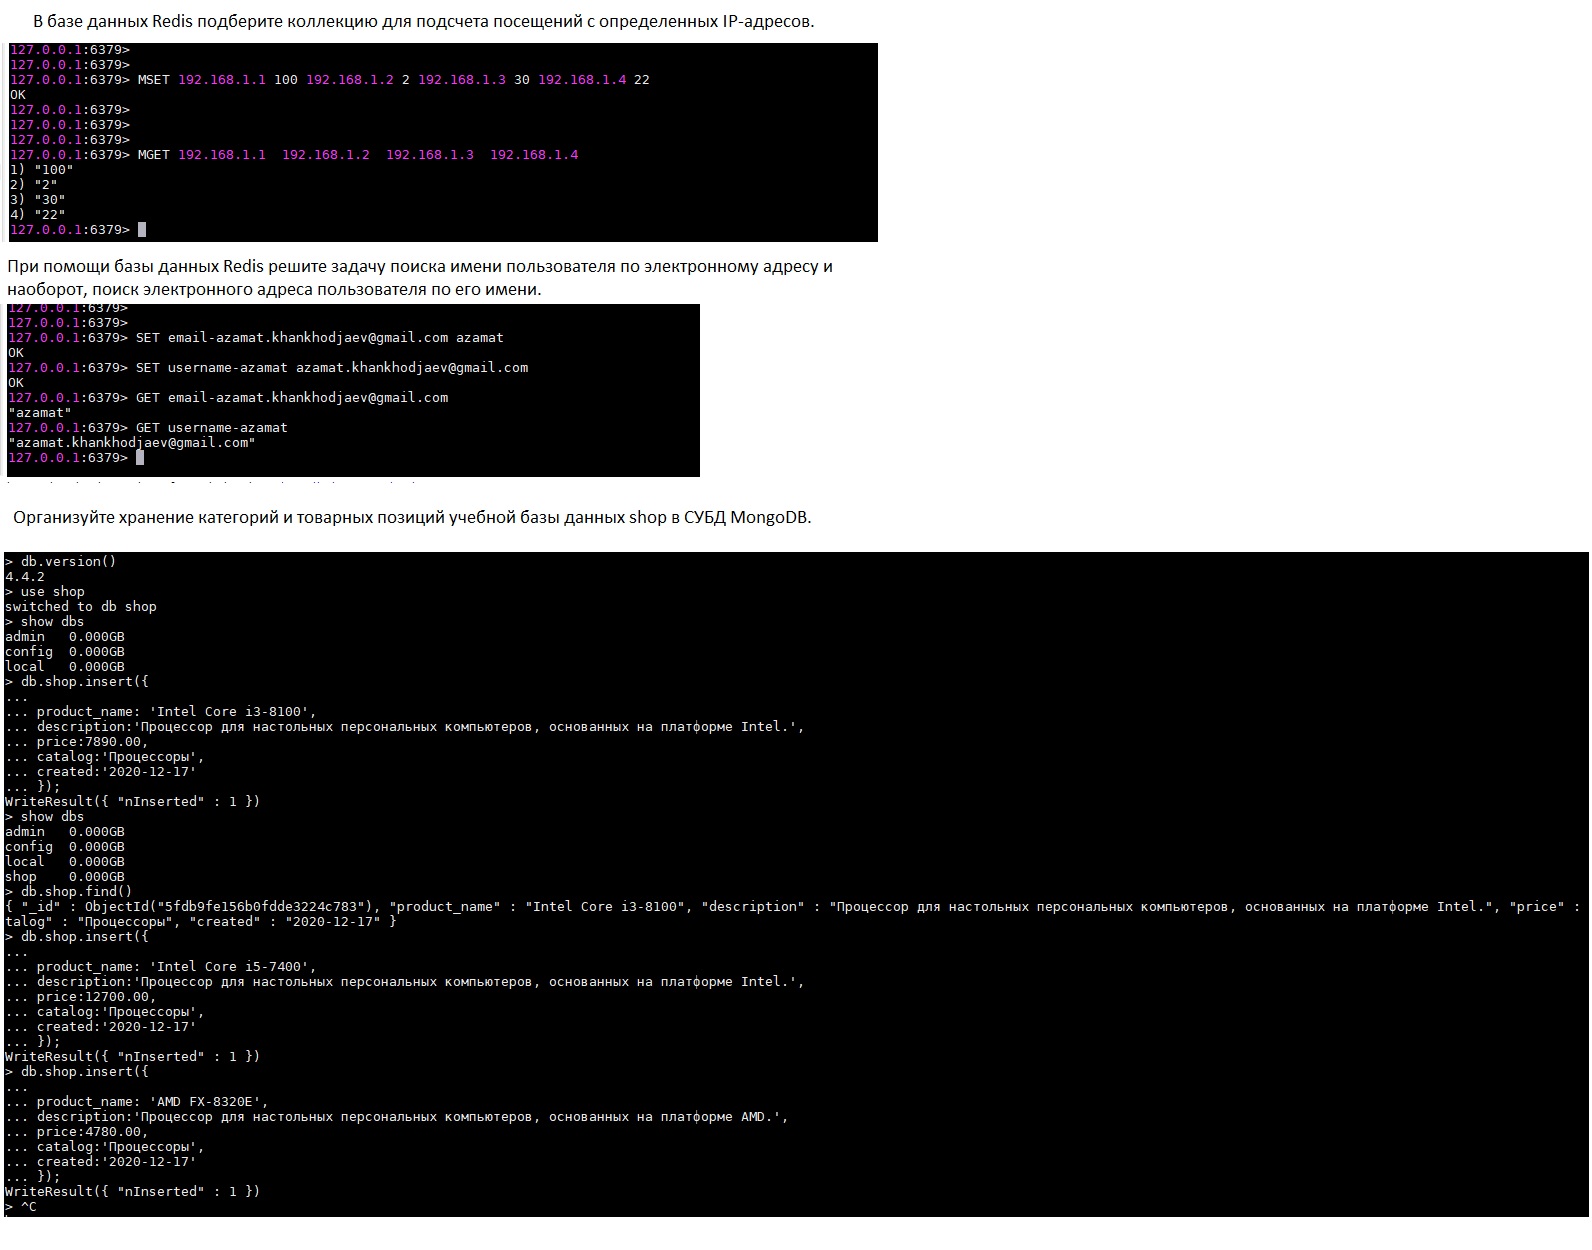 В базе данных Redis подберите коллекцию для подсчета посещений с определенных IP-адресов.
127.0.0.1:6379>
127.0.0.1:6379>
127.0.0.1:6379> MSET 192.168.1.1 100 192.168.1.2 2 192.168.1.3 30 192.168.1.4 22
OK
127.0.0.1:6379>
127.0.0.1:6379>
127.0.0.1:6379>
127.0.0.1:6379> MGET 192.168.1.1  192.168.1.2  192.168.1.3  192.168.1.4
1) "100"
2) "2"
3) "30"
4) "22"
127.0.0.1:6379>
При помощи базы данных Redis решите задачу поиска имени пользователя по электронному адресу и
наоборот, поиск электронного адреса пользователя по его имени.
127.0.0.1:6379>
127.0.0.1:6379>
127.0.0.1:6379> SET email-azamat.khankhodjaev@gmail.com azamat
OK
127.0.0.1:6379> SET username-azamat azamat.khankhodjaev@gmail.com
OK
127.0.0.1:6379> GET email-azamat.khankhodjaev@gmail.com
"azamat"
127.0.0.1:6379> GET username-azamat
"azamat.khankhodjaev@gmail.com"
127.0.0.1:6379>
Организуйте хранение категорий и товарных позиций учебной базы данных shop в СУБД MongoDB.
> db.version()
4.4.2
> use shop
switched to db shop
> show dbs
admin   0.000GB
config  0.000GB
local   0.000GB
> db.shop.insert({
...
... product_name: 'Intel Core i3-8100',
... description:'Процессор для настольных персональных компьютеров, основанных на платформе Intel.',
... price:7890.00,
... catalog:'Процессоры',
... created:'2020-12-17'
... });
WriteResult({ "nInserted" : 1 })
> show dbs
admin   0.000GB
config  0.000GB
local   0.000GB
shop    0.000GB
> db.shop.find()
{ "_id" : ObjectId("5fdb9fe156b0fdde3224c783"), "product_name" : "Intel Core i3-8100", "description" : "Процессор для настольных персональных компьютеров, основанных на платформе Intel.", "price" :
talog" : "Процессоры", "created" : "2020-12-17" }
> db.shop.insert({
...
... product_name: 'Intel Core i5-7400',
... description:'Процессор для настольных персональных компьютеров, основанных на платформе Intel.',
... price:12700.00,
... catalog:'Процессоры',
... created:'2020-12-17'
... });
WriteResult({ "nInserted" : 1 })
> db.shop.insert({
...
... product_name: 'AMD FX-8320E',
... description:'Процессор для настольных персональных компьютеров, основанных на платформе AMD.',
... price:4780.00,
... catalog:'Процессоры',
... created:'2020-12-17'
... });
WriteResult({ "nInserted" : 1 })
> ^C